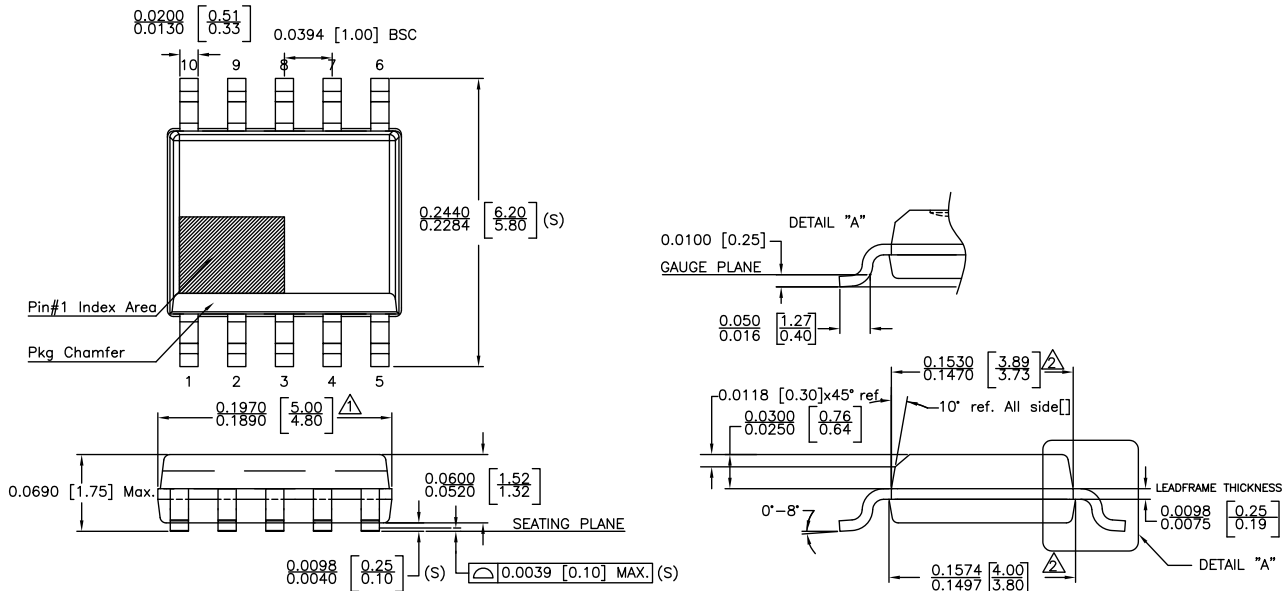 0.0200 [0.51]
0.0130 [0.33]
0.0394 [1.00] BSC
10 9 8 7 6
0.2440 [6.20] (S)
0.2284 [5.80]
Pin#1 Index Area
Pkg Chamfer
1 2 3 4 5
DETAIL "A"
0.0100 [0.25]
GAUGE PLANE
0.050 [1.27]
0.016 [0.40]
0.1970 [5.00] 1
0.1890 [4.80]
0.0690 [1.75] Max.
0.0600 [1.52]
0.0520 [1.32]
SEATING PLANE
0.0098 [0.25] (S)
0.0040 [0.10]
0.0039 [0.10] MAX. (S)
0.1530 [3.89] 2
0.1470 [3.73]
0.0118 [0.30]x45° ref
10° ref. All side[]
0.0300 [0.76]
0.0250 [0.64]
0°-8°
LEADFRAME THICKNESS
0.0098 [0.25]
0.0075 [0.19]
DETAIL "A"
0.1574 [4.00] 2
0.1497 [3.80]